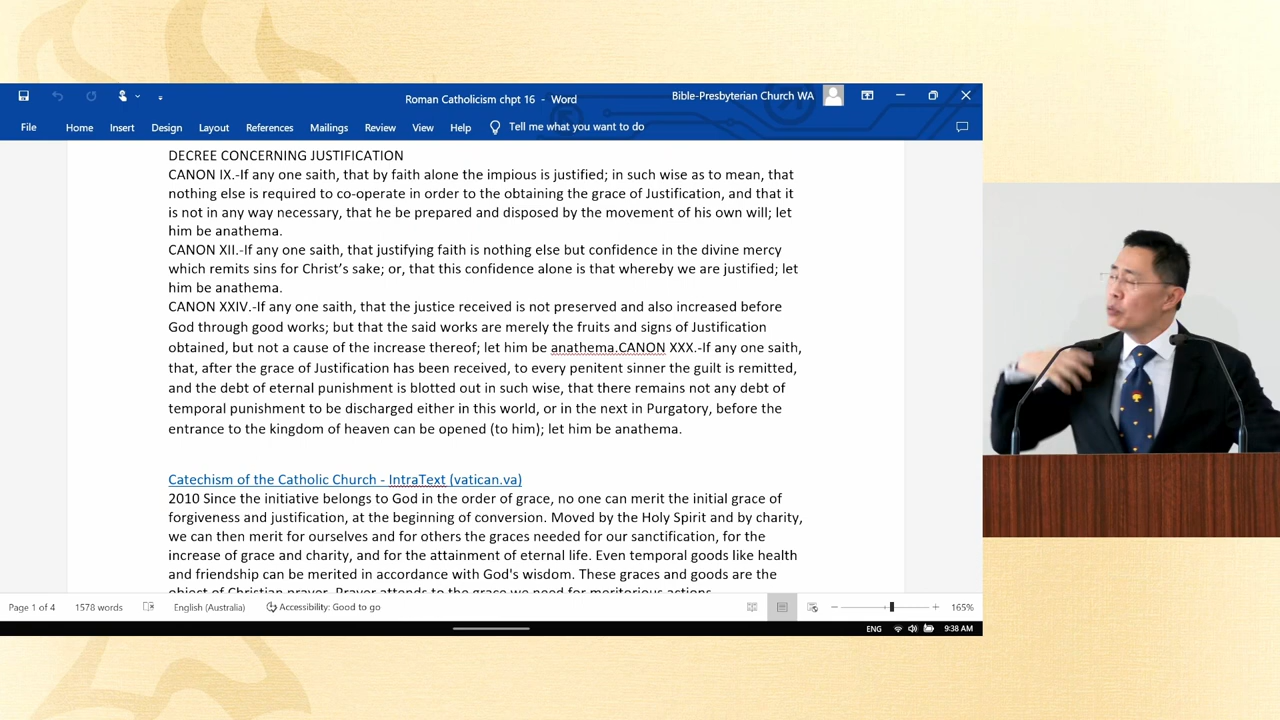 Roman Catholicism chpt 16 - Word
Bible-Presbyterian Church WA
File Home Insert Design Layout References Mailings Review View Help Tell me what you want to do
DECREE CONCERNING JUSTIFICATION
CANON IX.-If any one saith, that by faith alone the impious is justified; in such wise as to mean, that
nothing else is required to co-operate in order to the obtaining the grace of Justification, and that it
is not in any way necessary, that he be prepared and disposed by the movement of his own will; let
him be anathema.
CANON XII.-If any one saith, that justifying faith is nothing else but confidence in the divine mercy
which remits sins for Christ's sake; or, that this confidence alone is that whereby we are justified; let
him be anathema.
CANON XXIV.-If any one saith, that the justice received is not preserved and also increased before
God through good works; but that the said works are merely the fruits and signs of Justification
obtained, but not a cause of the increase thereof; let him be anathema.CANON XXX.-If any one saith,
that, after the grace of Justification has been received, to every penitent sinner the guilt is remitted,
and the debt of eternal punishment is blotted out in such wise, that there remains not any debt of
temporal punishment to be discharged either in this world, or in the next in Purgatory, before the
entrance to the kingdom of heaven can be opened (to him); let him be anathema.
Catechism of the Catholic Church - IntraText (vatican.va)
2010 Since the initiative belongs to God in the order of grace, no one can merit the initial grace of
forgiveness and justification, at the beginning of conversion. Moved by the Holy Spirit and by charity,
we can then merit for ourselves and for others the graces needed for our sanctification, for the
increase of grace and charity, and for the attainment of eternal life. Even temporal goods like health
and friendship can be merited in accordance with God's wisdom. These graces and goods are the
object of Christian prayer. Prayer attends to the grace we need for meritorious actions.
Page 1 of 4 1578 words English (Australia) Accessibility: Good to go 165%
ENG 9:38 AM